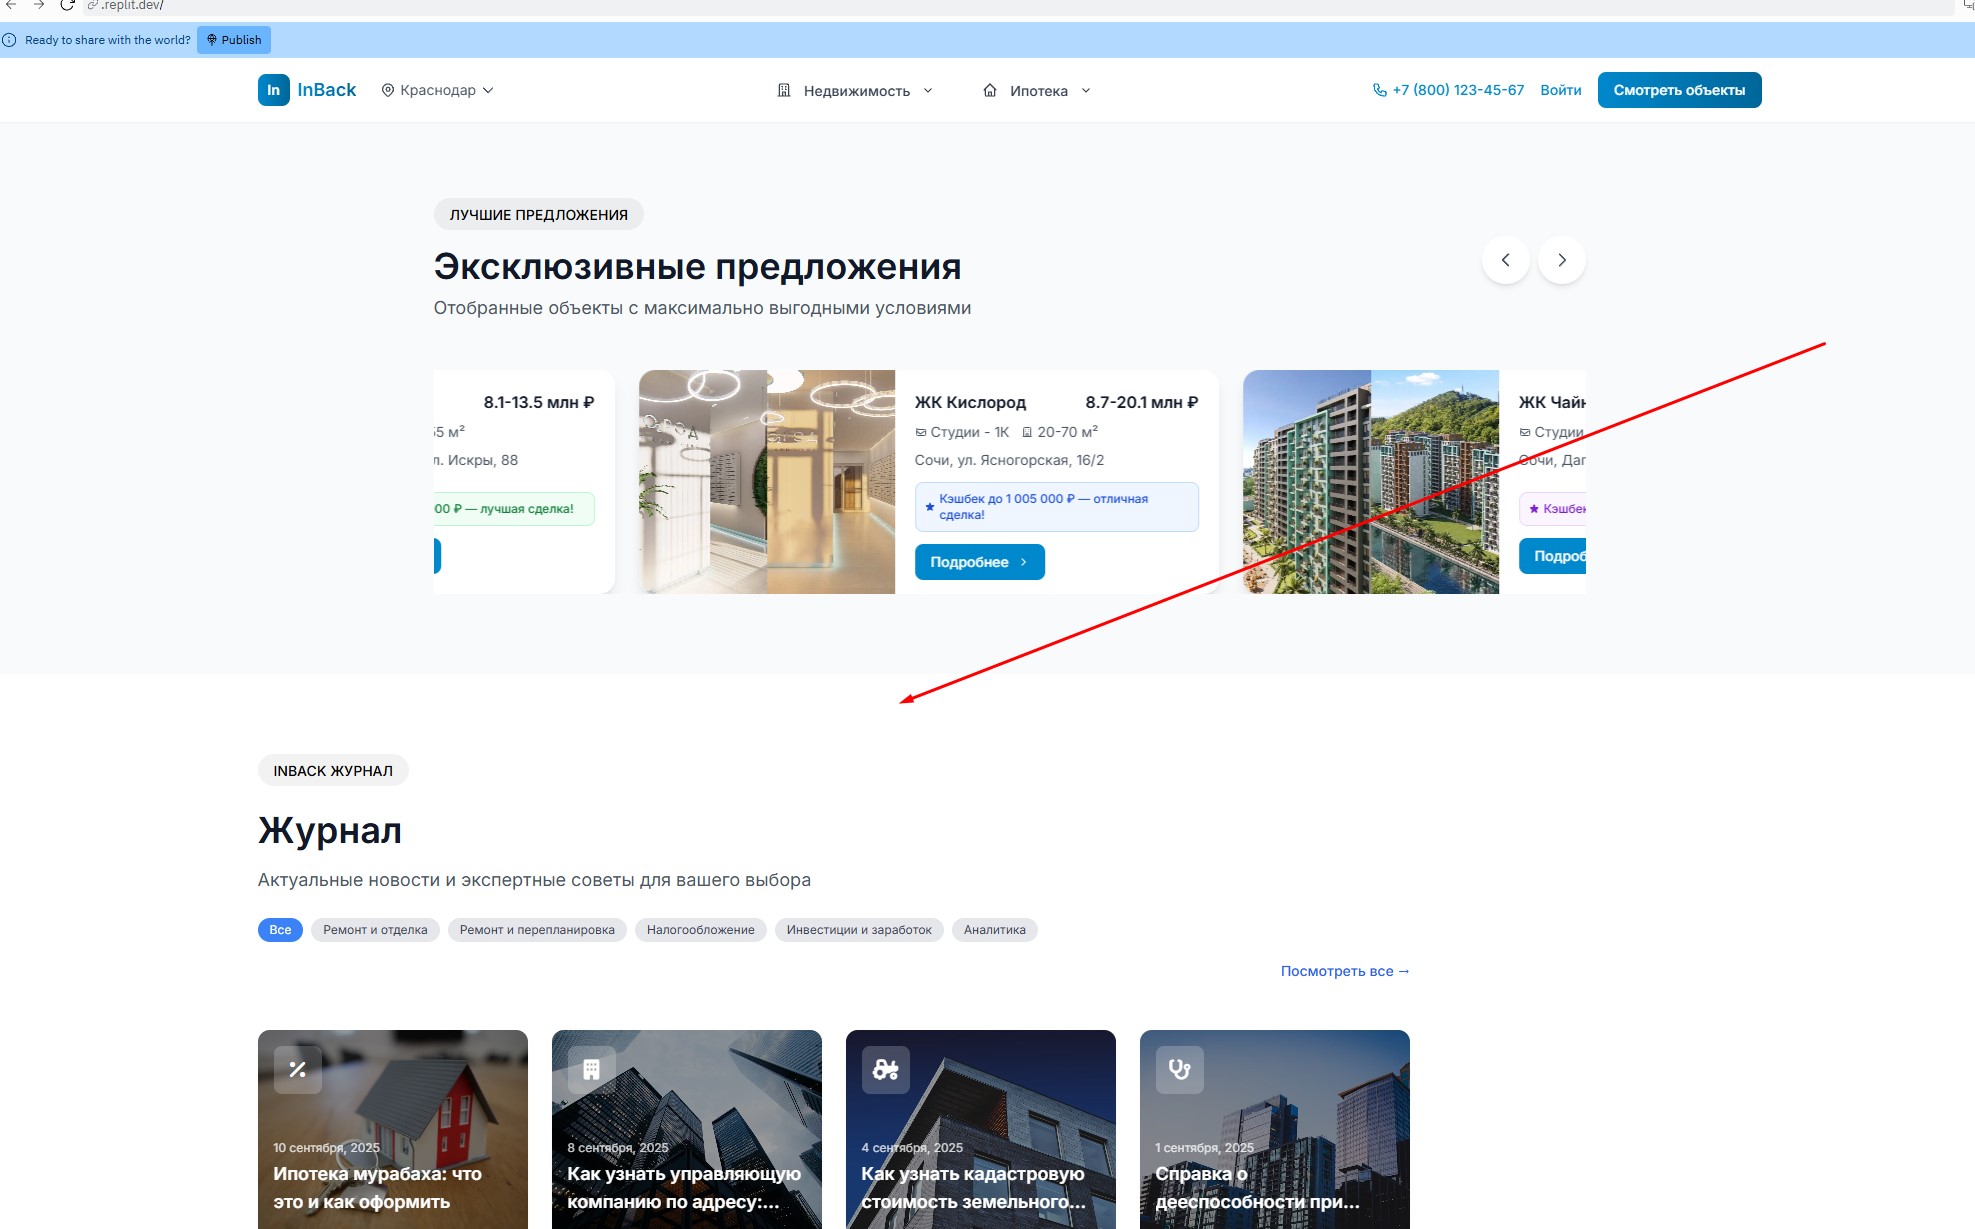 .replit.dev/
Ready to share with the world? Publish
In InBack Краснодар Недвижимость Ипотека +7 (800) 123-45-67 Войти Смотреть объекты
ЛУЧШИЕ ПРЕДЛОЖЕНИЯ
Эксклюзивные предложения
Отобранные объекты с максимально выгодными условиями
8.1-13.5 млн ₽
55 м²
л. Искры, 88
00 ₽ — лучшая сделка!
ЖК Кислород 8.7-20.1 млн ₽
Студии - 1К 20-70 м²
Сочи, ул. Ясногорская, 16/2
Кэшбек до 1 005 000 ₽ — отличная
сделка!
Подробнее
ЖК Чайн
Студии
Сочи, Даг
Кэшбек
Подроб
INBACK ЖУРНАЛ
Журнал
Актуальные новости и экспертные советы для вашего выбора
Все Ремонт и отделка Ремонт и перепланировка Налогообложение Инвестиции и заработок Аналитика
Посмотреть все →
10 сентября, 2025
Ипотека мурабаха: что
это и как оформить
8 сентября, 2025
Как узнать управляющую
компанию по адресу:...
4 сентября, 2025
Как узнать кадастровую
стоимость земельного...
1 сентября, 2025
Справка о
дееспособности при...